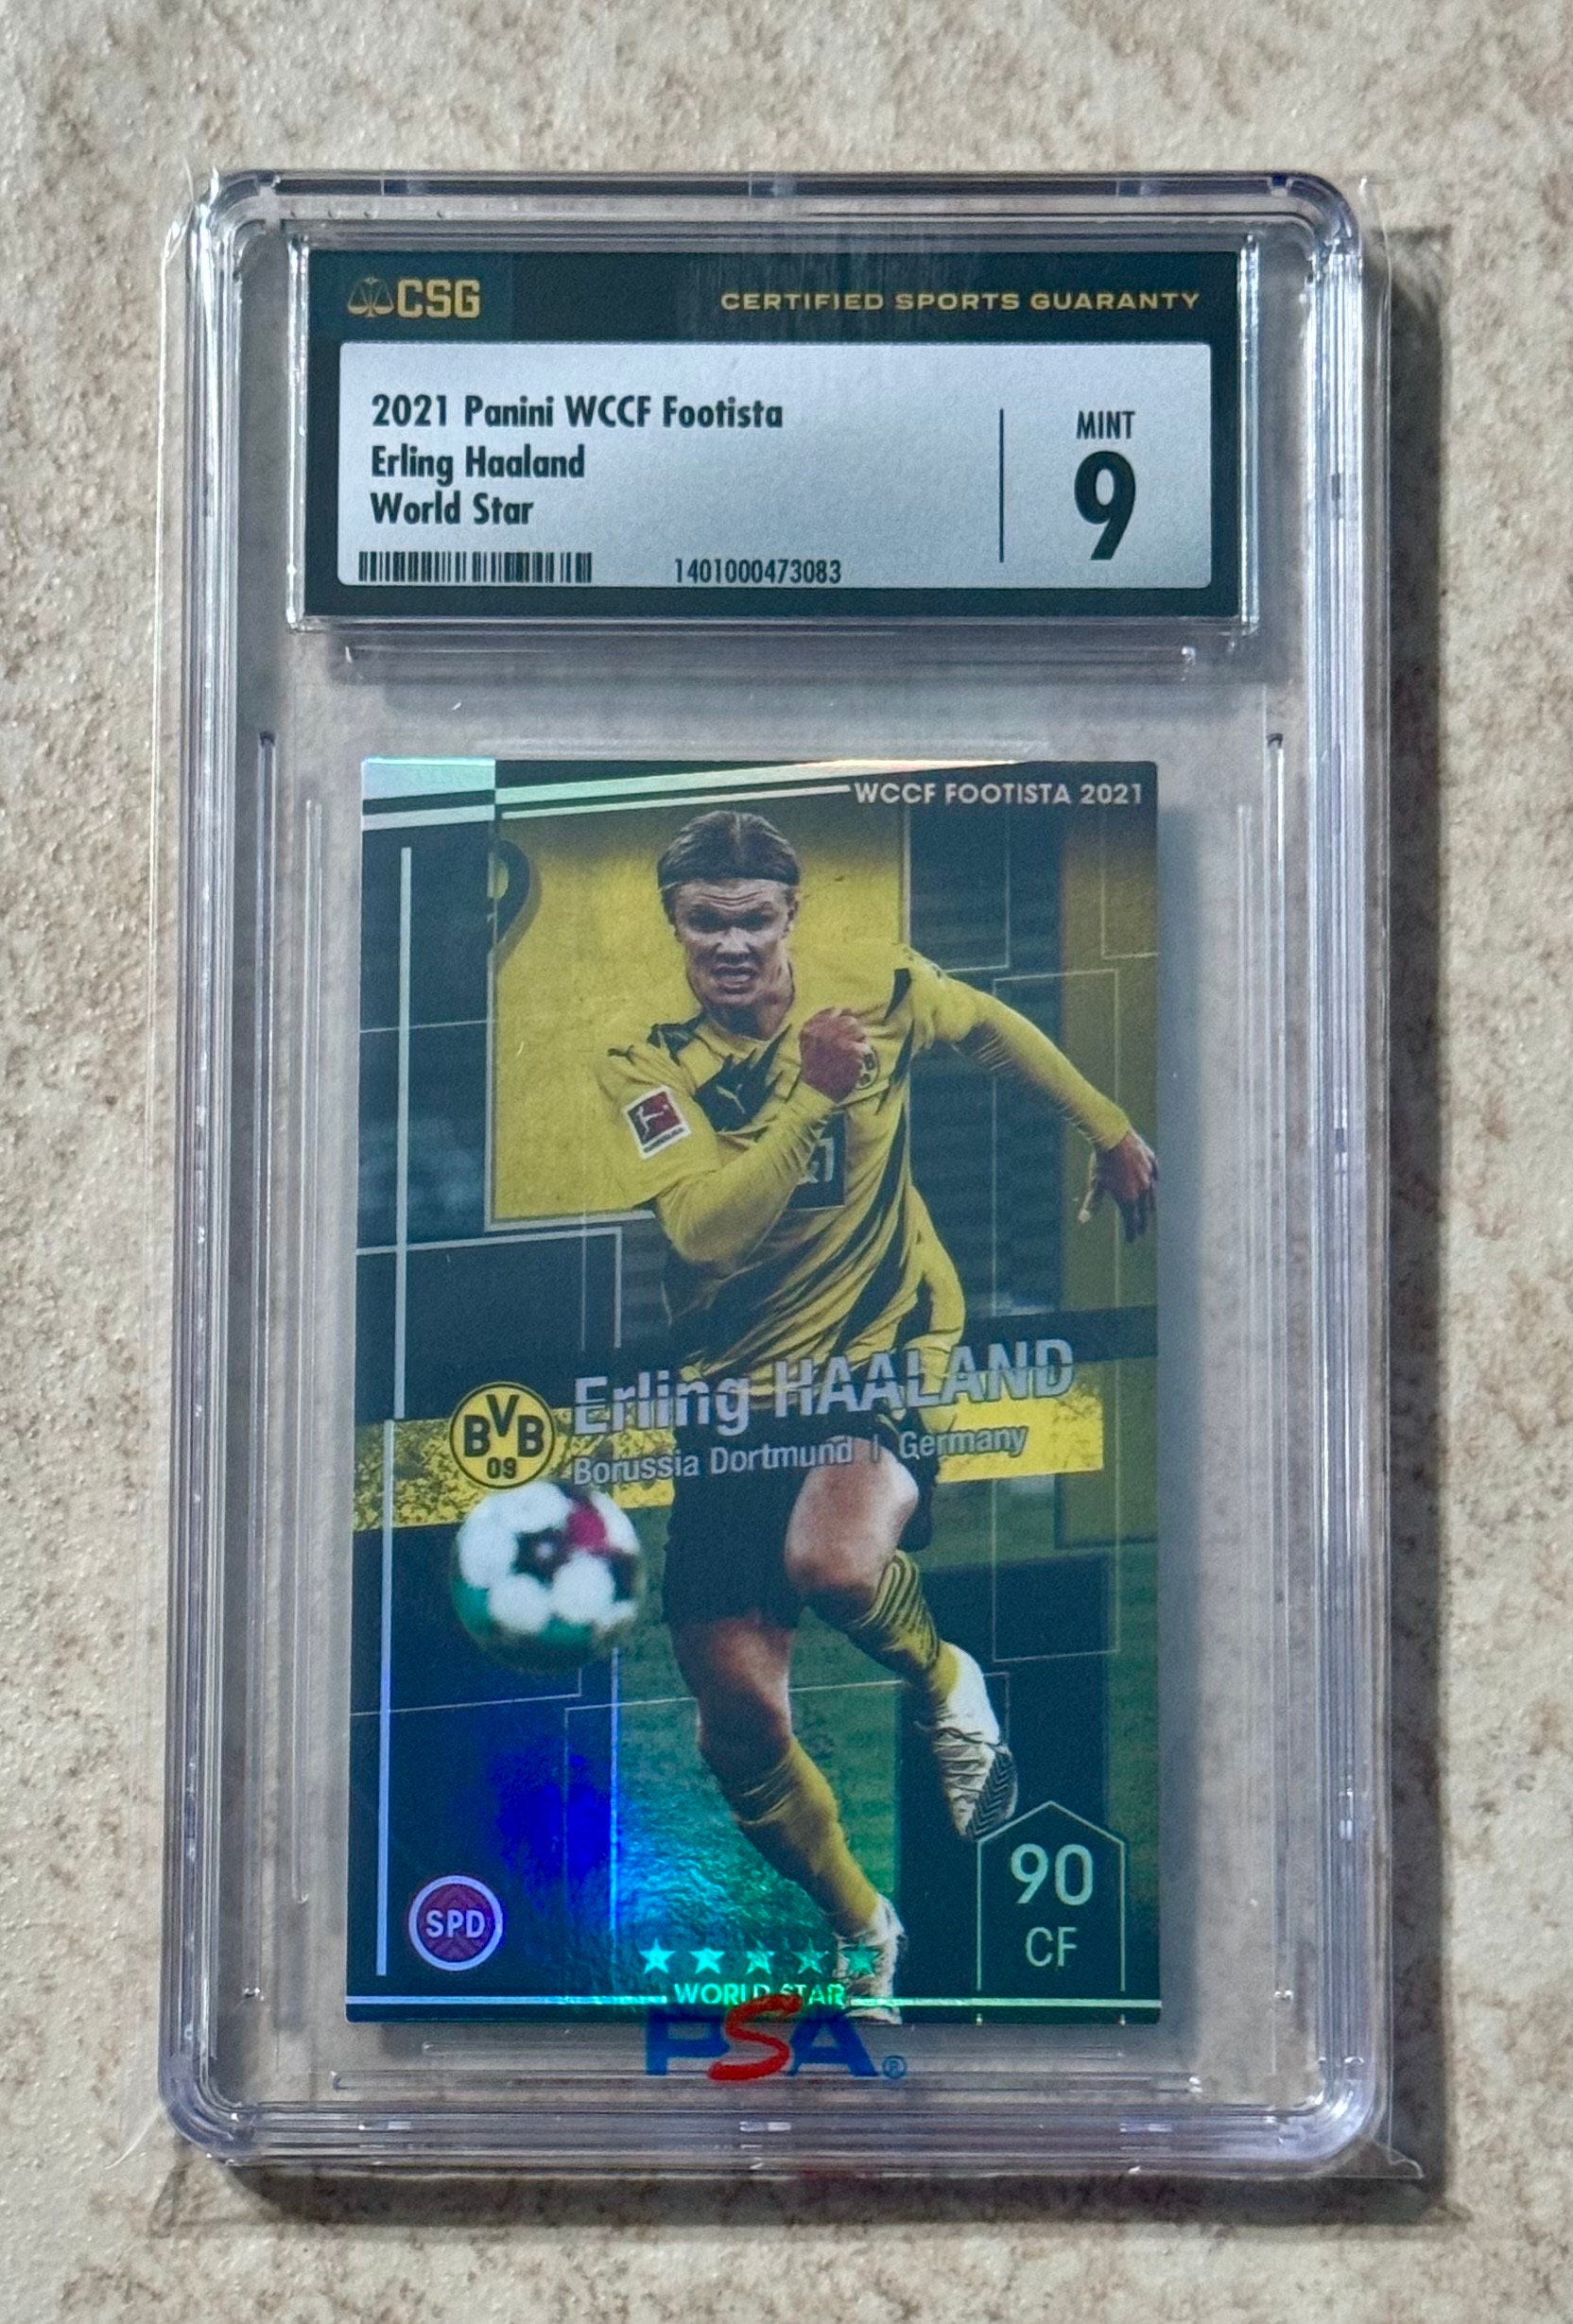 CSG
CERTIFIED SPORTS GUARANTY
2021 Panini WCCF Footista
Erling Haaland
World Star
1401000473083
MINT
9
WCCF FOOTISTA 2021
BVB
09
Erling HAALAND
Borussia Dortmund | Germany
90
CF
SPD
WORLD STAR
PSA®